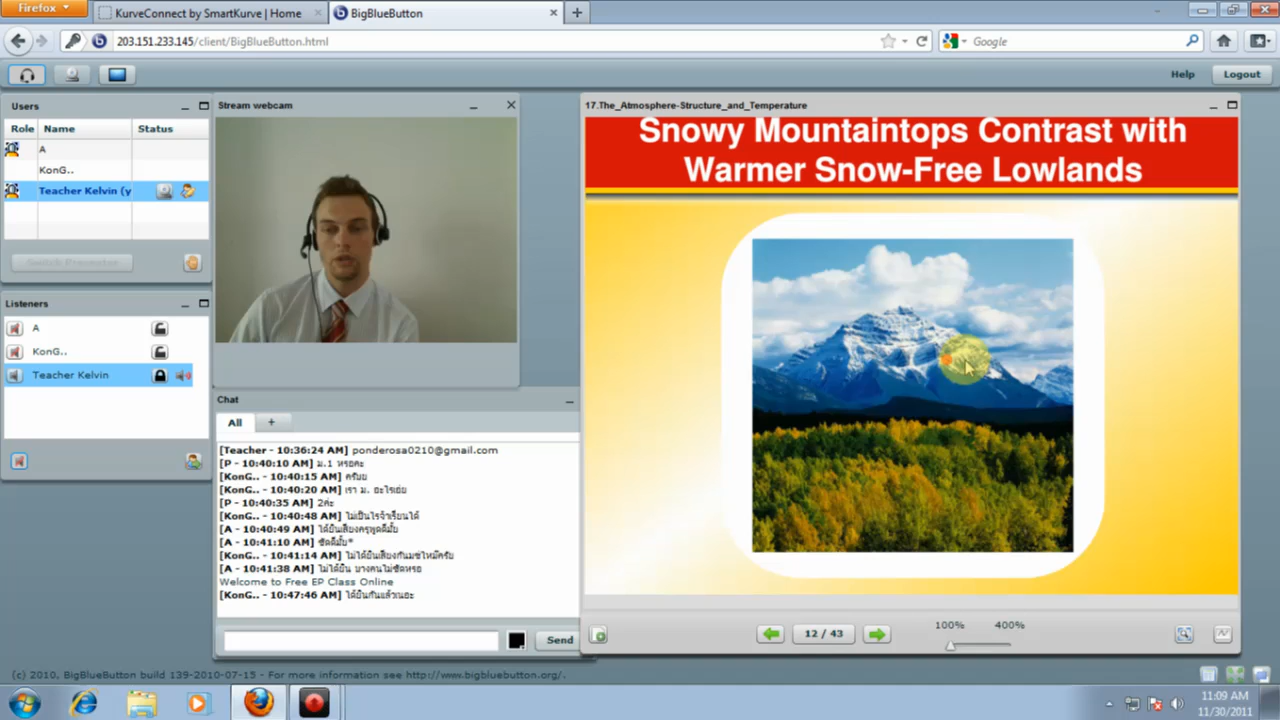 Firefox
KurveConnect by SmartKurve | Home
BigBlueButton
203.151.233.145/client/BigBlueButton.html
Google
Help
Logout
Users
Role Name Status
A
KonG..
Teacher Kelvin (y
Switch Presenter
Listeners
A
KonG..
Teacher Kelvin
Stream webcam
Chat
All +
[Teacher - 10:36:24 AM] ponderosa0210@gmail.com
[P - 10:40:10 AM] ม.1 หรอคะ
[KonG.. - 10:40:15 AM] ครับย
[KonG.. - 10:40:20 AM] เรา ม. อะไรเอ่ย
[P - 10:40:35 AM] 2ค่ะ
[KonG.. - 10:40:48 AM] ไม่เป็นไรจ้าเรียนได้
[A - 10:40:49 AM] ได้ยินเสียงครูพูดดีมั้ย
[A - 10:41:10 AM] ชัดดีมั้ย*
[KonG.. - 10:41:14 AM] ไม่ได้ยินเสียงกันมช่ไหม๊ครับ
[A - 10:41:38 AM] ไม่ได้ยิน บางคนไม่ชัดหรอ
Welcome to Free EP Class Online
[KonG.. - 10:47:46 AM] ได้ยินกันแล้วเนอะ
Send
17.The_Atmosphere-Structure_and_Temperature
Snowy Mountaintops Contrast with
Warmer Snow-Free Lowlands
12 / 43
100% 400%
(c) 2010, BigBlueButton build 139-2010-07-15 - For more information see http://www.bigbluebutton.org/.
11:09 AM
11/30/2011